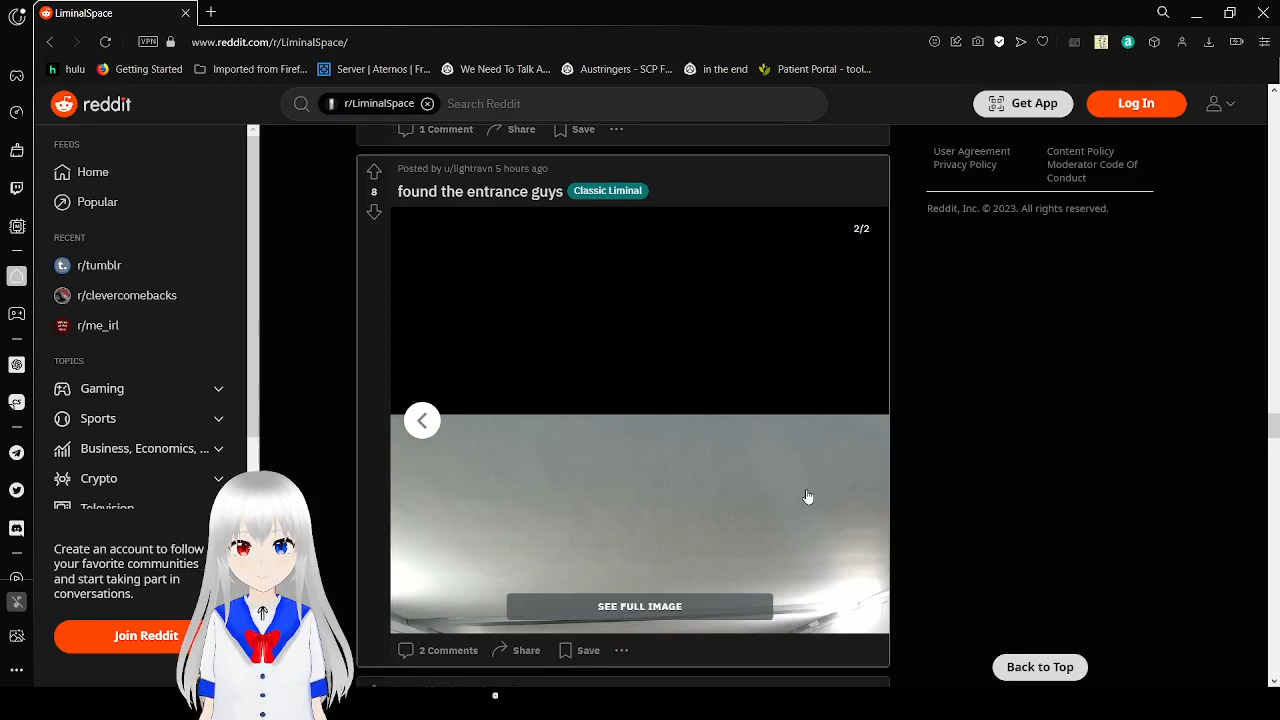 LiminalSpace
VPN
www.reddit.com/r/LiminalSpace/
hulu
Getting Started
Imported from Firef...
Server | Aternos | Fr...
We Need To Talk A...
Austringers - SCP F...
in the end
Patient Portal - tool...
reddit
r/LiminalSpace
Search Reddit
Get App
Log In
FEEDS
Home
Popular
RECENT
r/tumblr
r/clevercomebacks
r/me_irl
TOPICS
Gaming
Sports
Business, Economics, ...
Crypto
Television
Create an account to follow
your favorite communities
and start taking part in
conversations.
Join Reddit
1 Comment
Share
Save
Posted by u/lightravn 5 hours ago
8
found the entrance guys
Classic Liminal
2/2
SEE FULL IMAGE
2 Comments
Share
Save
User Agreement
Privacy Policy
Content Policy
Moderator Code Of
Conduct
Reddit, Inc. © 2023. All rights reserved.
Back to Top